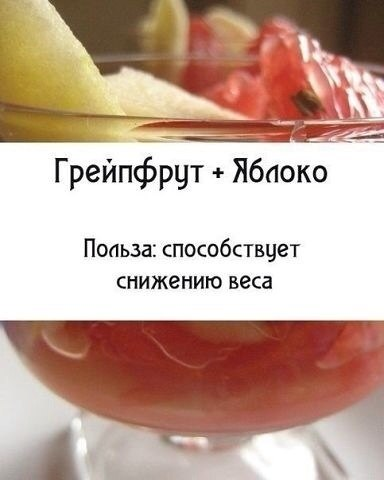 Грейпфрут + Яблоко
Польза: способствует
снижению веса